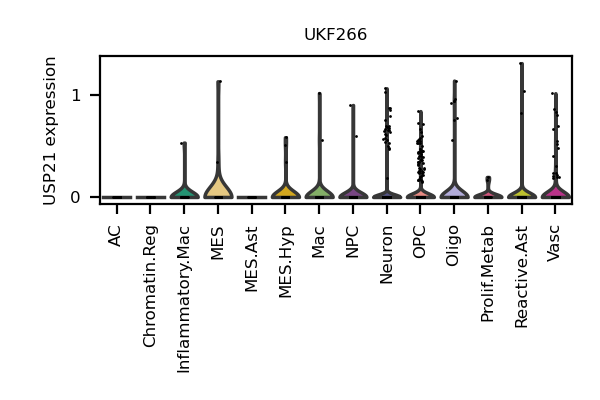 UKF266
USP21 expression
1
0
AC
Chromatin.Reg
Inflammatory.Mac
MES
MES.Ast
MES.Hyp
Mac
NPC
Neuron
OPC
Oligo
Prolif.Metab
Reactive.Ast
Vasc